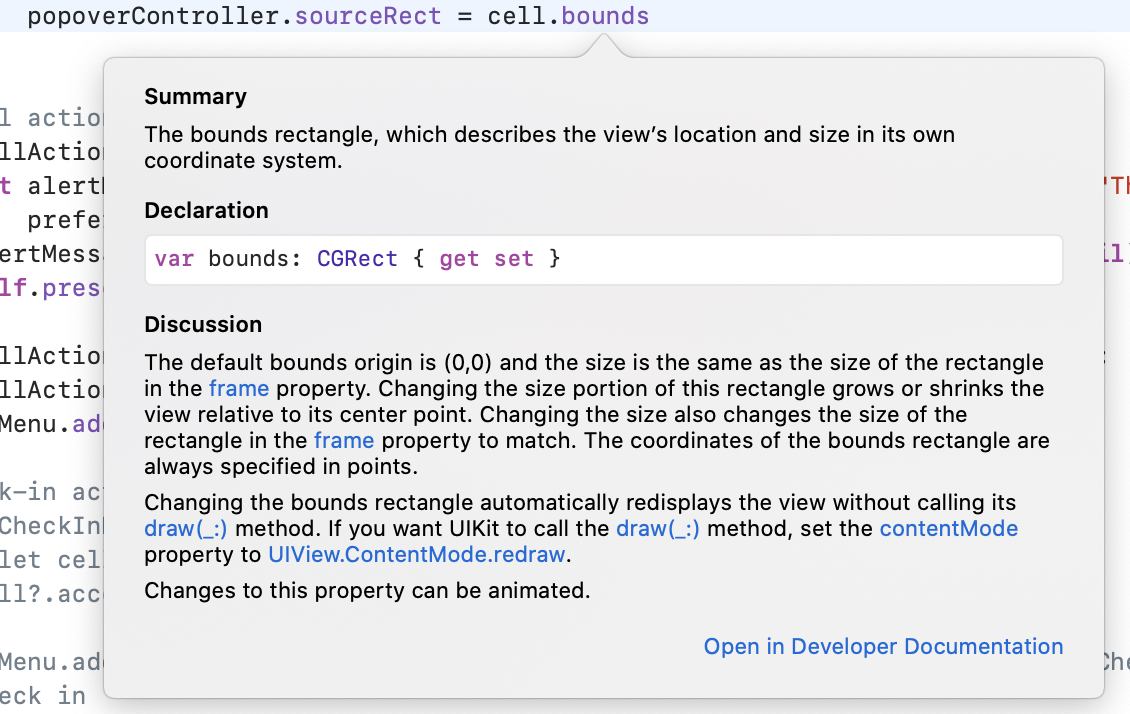 popoverController.sourceRect = cell.bounds
Summary
The bounds rectangle, which describes the view’s location and size in its own
coordinate system.
Declaration
var bounds: CGRect { get set }
Discussion
The default bounds origin is (0,0) and the size is the same as the size of the rectangle
in the frame property. Changing the size portion of this rectangle grows or shrinks the
view relative to its center point. Changing the size also changes the size of the
rectangle in the frame property to match. The coordinates of the bounds rectangle are
always specified in points.
Changing the bounds rectangle automatically redisplays the view without calling its
draw(_:) method. If you want UIKit to call the draw(_:) method, set the contentMode
property to UIView.ContentMode.redraw.
Changes to this property can be animated.
Open in Developer Documentation
l actio
llActio
t alert
prefe
ertMess
lf.pres
llActio
llActio
Menu.ad
k-in ac
CheckIn
let cel
ll?.acc
Menu.ad
eck in
"Th
il
Che